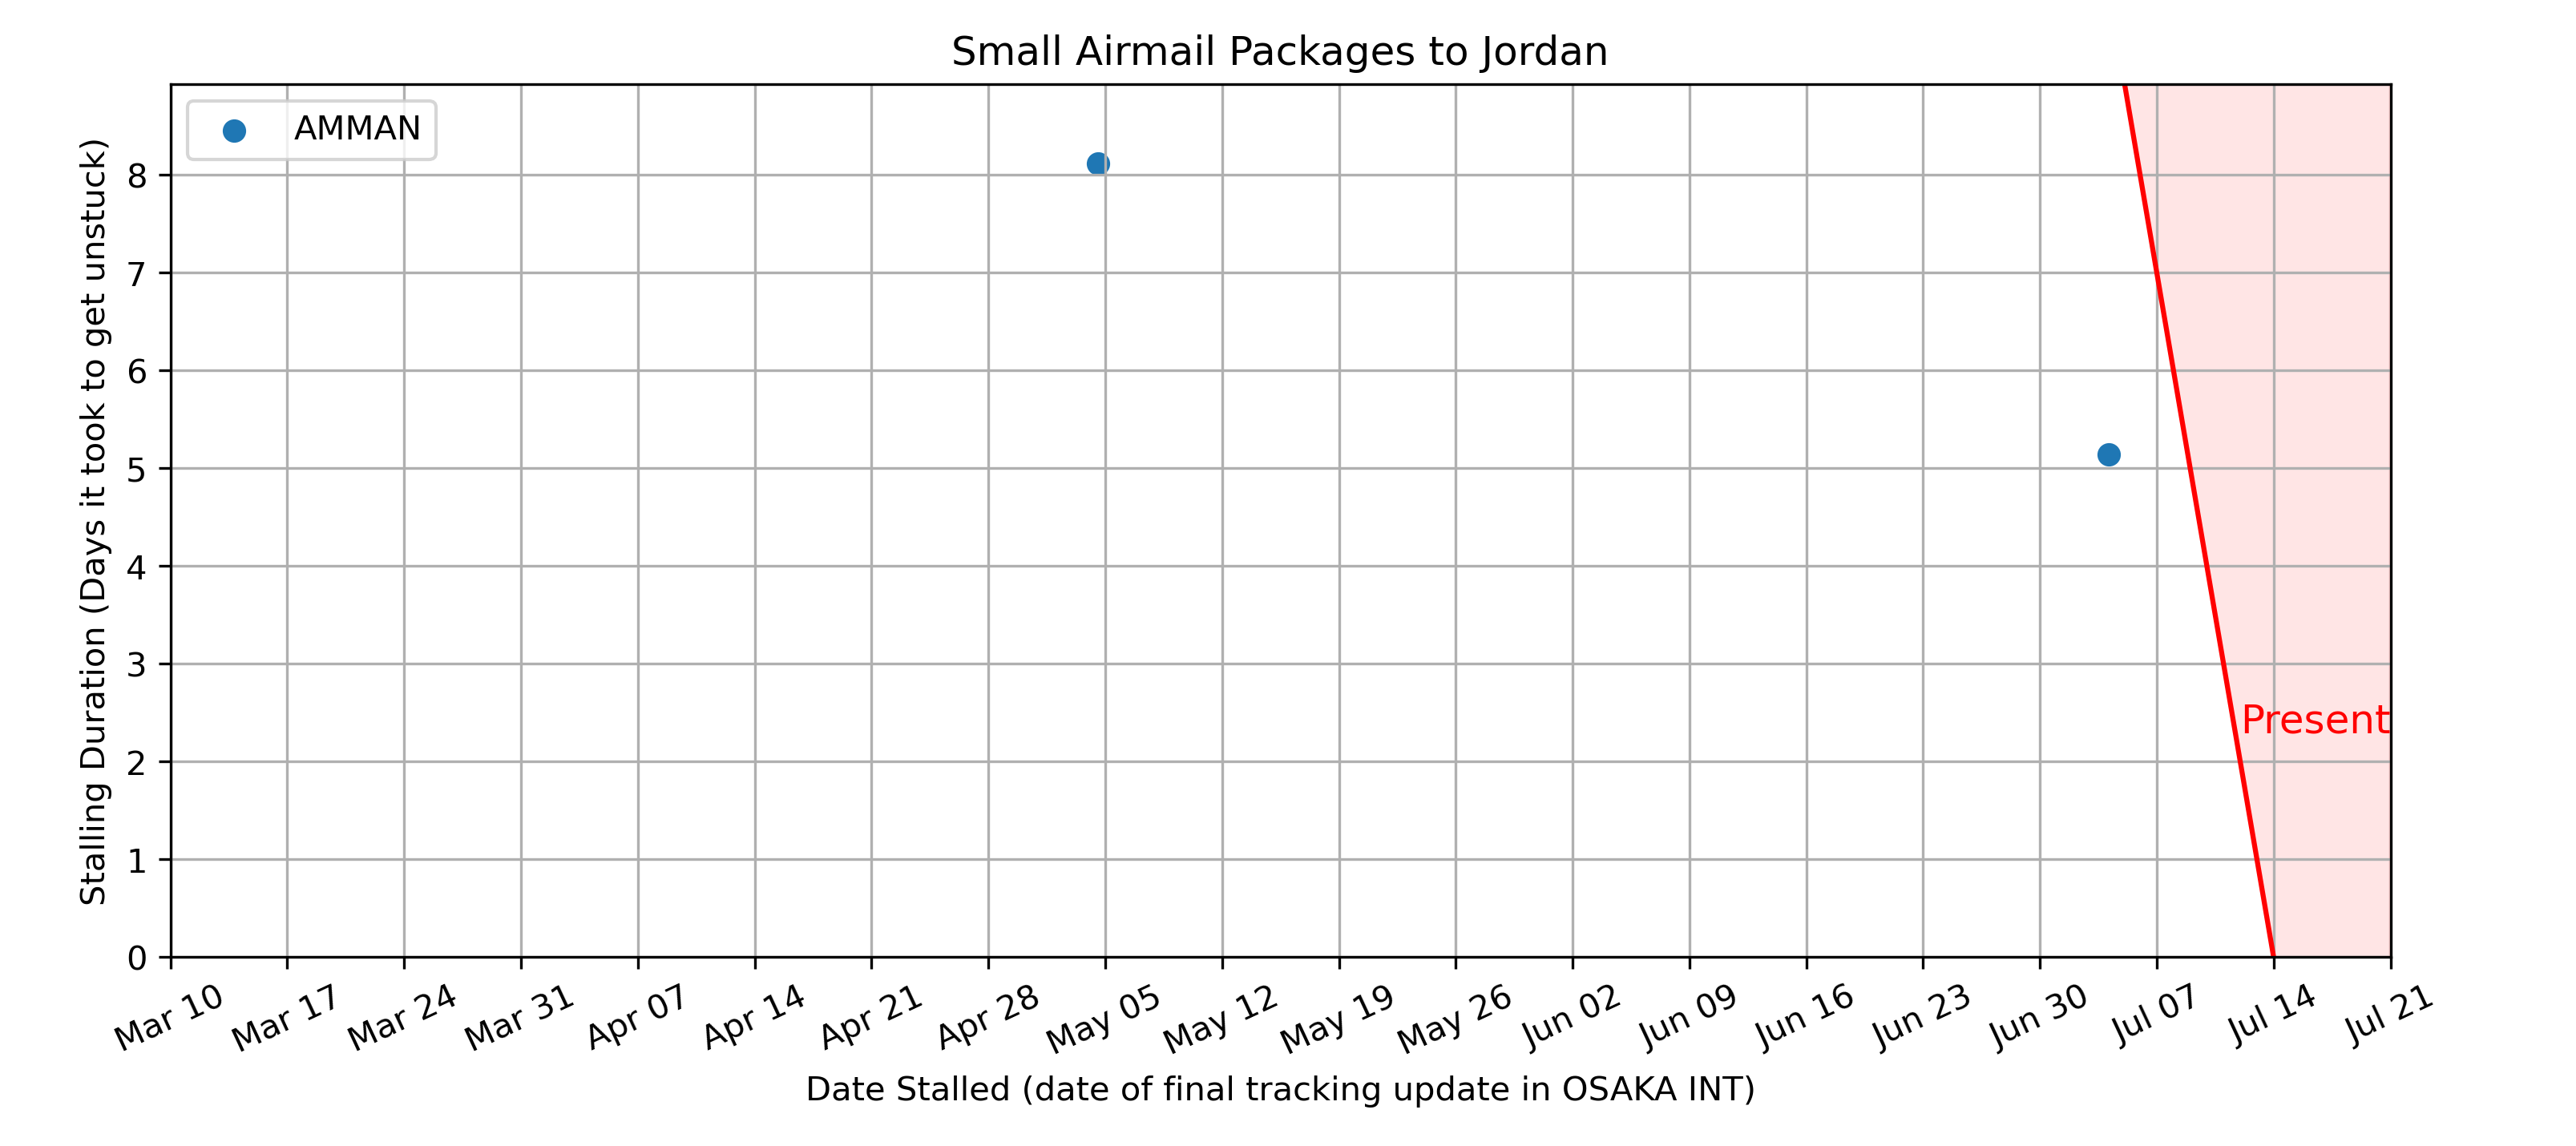 Small Airmail Packages to Jordan
AMMAN
Stalling Duration (Days it took to get unstuck)
8
7
6
5
4
3
2
1
0
Present
Mar 10 Mar 17 Mar 24 Mar 31 Apr 07 Apr 14 Apr 21 Apr 28 May 05 May 12 May 19 May 26 Jun 02 Jun 09 Jun 16 Jun 23 Jun 30 Jul 07 Jul 14 Jul 21
Date Stalled (date of final tracking update in OSAKA INT)